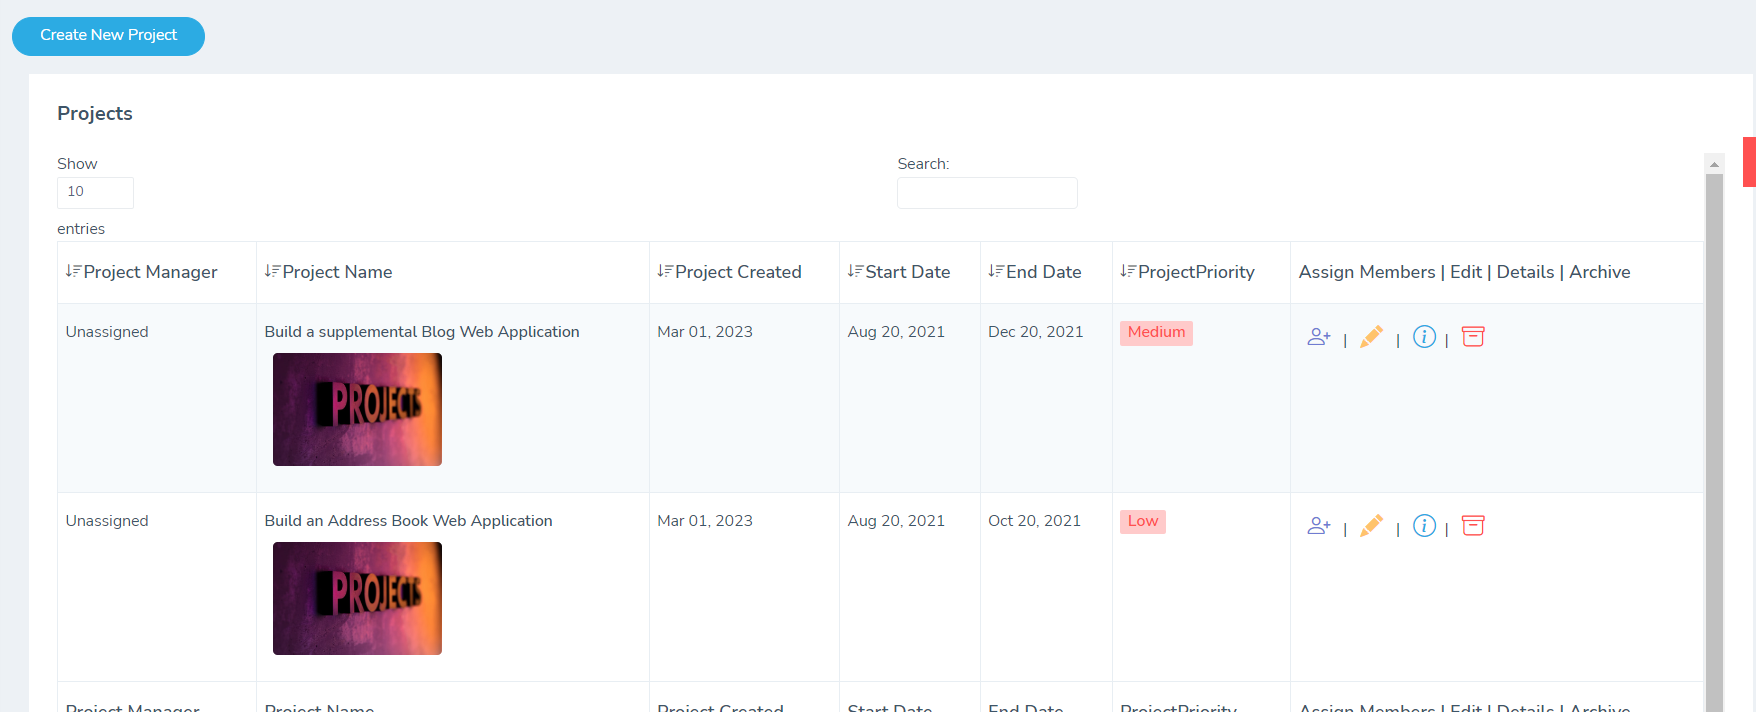 Create New Project
Projects
Show
Search:
10
entries
Project Manager Project Name Project Created Start Date End Date ProjectPriority Assign Members | Edit | Details | Archive
Unassigned Build a supplemental Blog Web Application Mar 01, 2023 Aug 20, 2021 Dec 20, 2021 Medium | | |
PROJECTS
Unassigned Build an Address Book Web Application Mar 01, 2023 Aug 20, 2021 Oct 20, 2021 Low | | |
PROJECTS
Project Manager Project Name Project Created Start Date End Date ProjectPriority Assign Members | Edit | Details | Archive